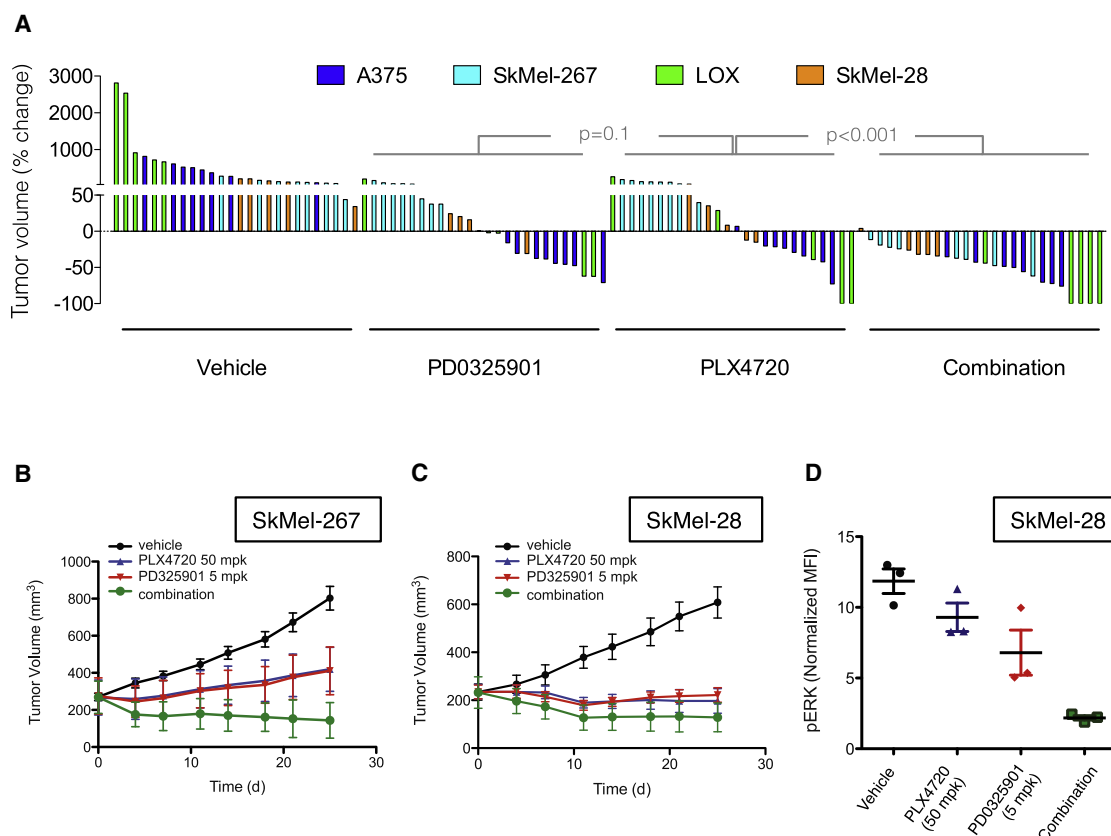 A
A375 SkMel-267 LOX SkMel-28
Tumor volume (% change)
3000
2000
1000
50
0
-50
-100
p=0.1
p<0.001
Vehicle PD0325901 PLX4720 Combination
B
SkMel-267
vehicle
PLX4720 50 mpk
PD325901 5 mpk
combination
Tumor Volume (mm³)
1000
800
600
400
200
0
0 10 20 30
Time (d)
C
SkMel-28
vehicle
PLX4720 50 mpk
PD325901 5 mpk
combination
Tumor Volume (mm³)
800
600
400
200
0
0 10 20 30
Time (d)
D
SkMel-28
pERK (Normalized MFI)
15
10
5
0
Vehicle
PLX4720
(50 mpk)
PD0325901
(5 mpk)
Combination